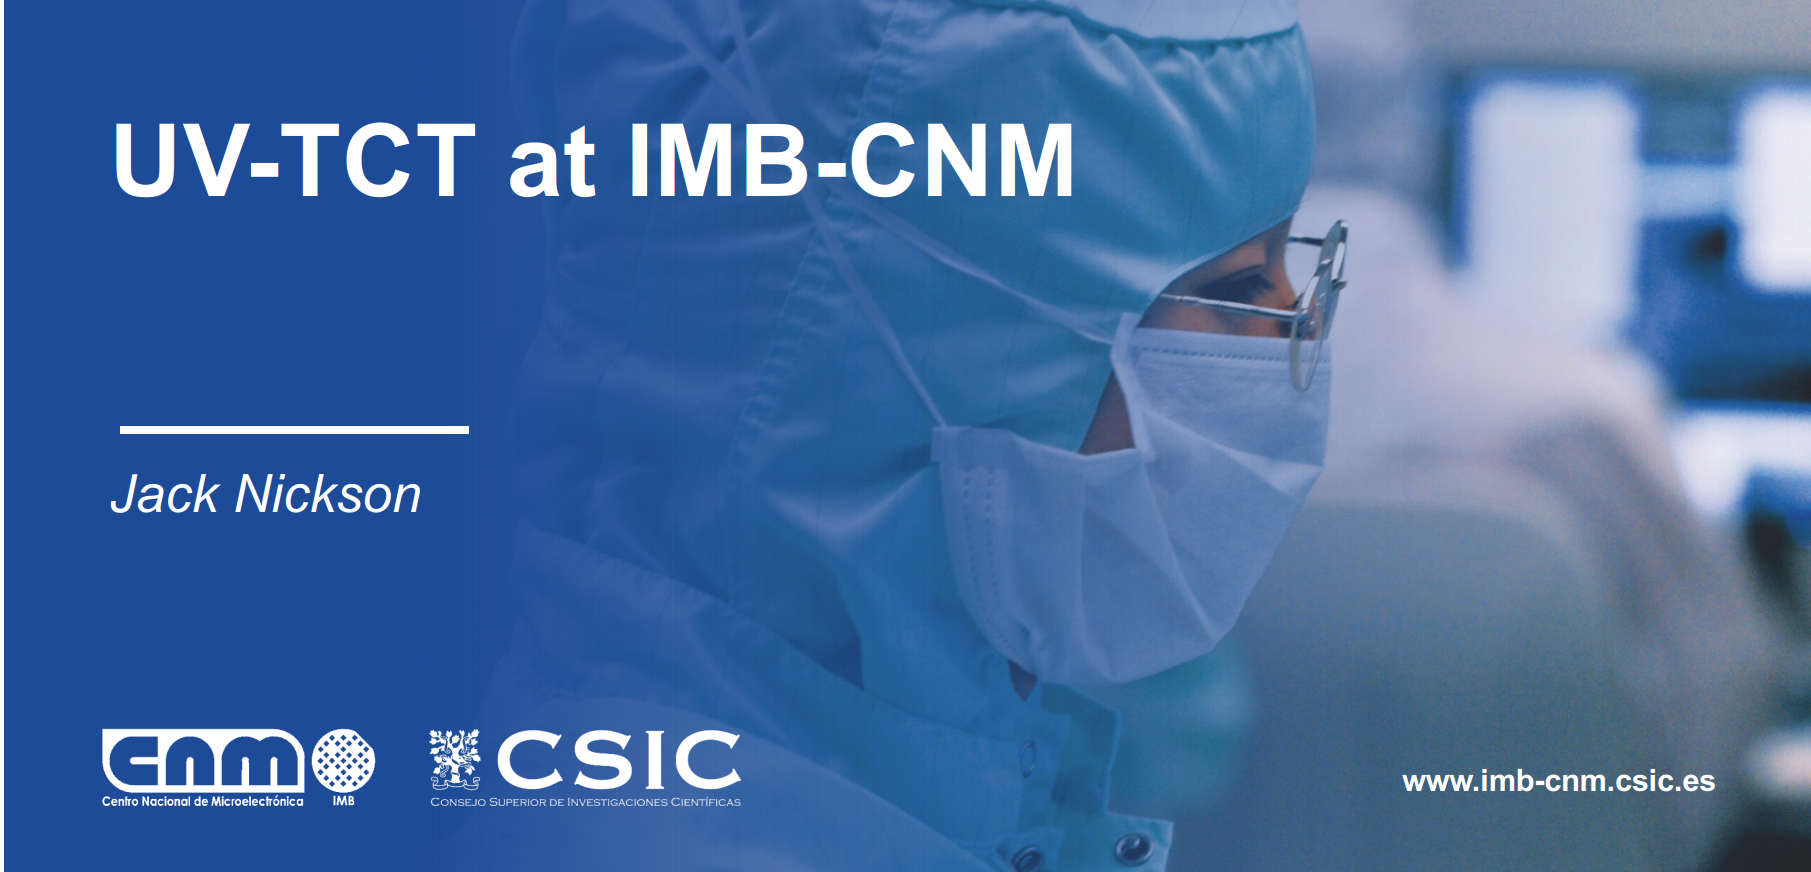 UV-TCT at IMB-CNM
Jack Nickson
cnm
Centro Nacional de Microelectrónica
IMB
CSIC
CONSEJO SUPERIOR DE INVESTIGACIONES CIENTÍFICAS
www.imb-cnm.csic.es